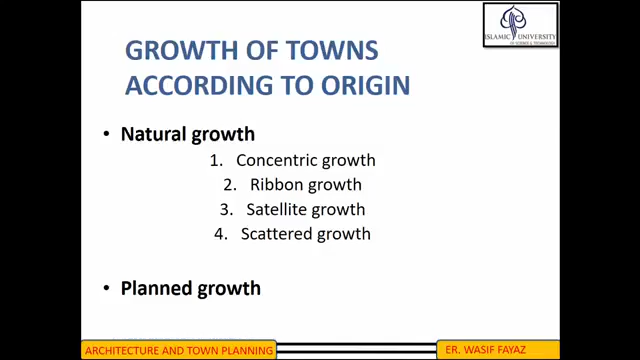 GROWTH OF TOWNS
ACCORDING TO ORIGIN
ISLAMIC UNIVERSITY
OF SCIENCE & TECHNOLOGY
• Natural growth
1. Concentric growth
2. Ribbon growth
3. Satellite growth
4. Scattered growth
• Planned growth
ARCHITECTURE AND TOWN PLANNING
ER. WASIF FAYAZ